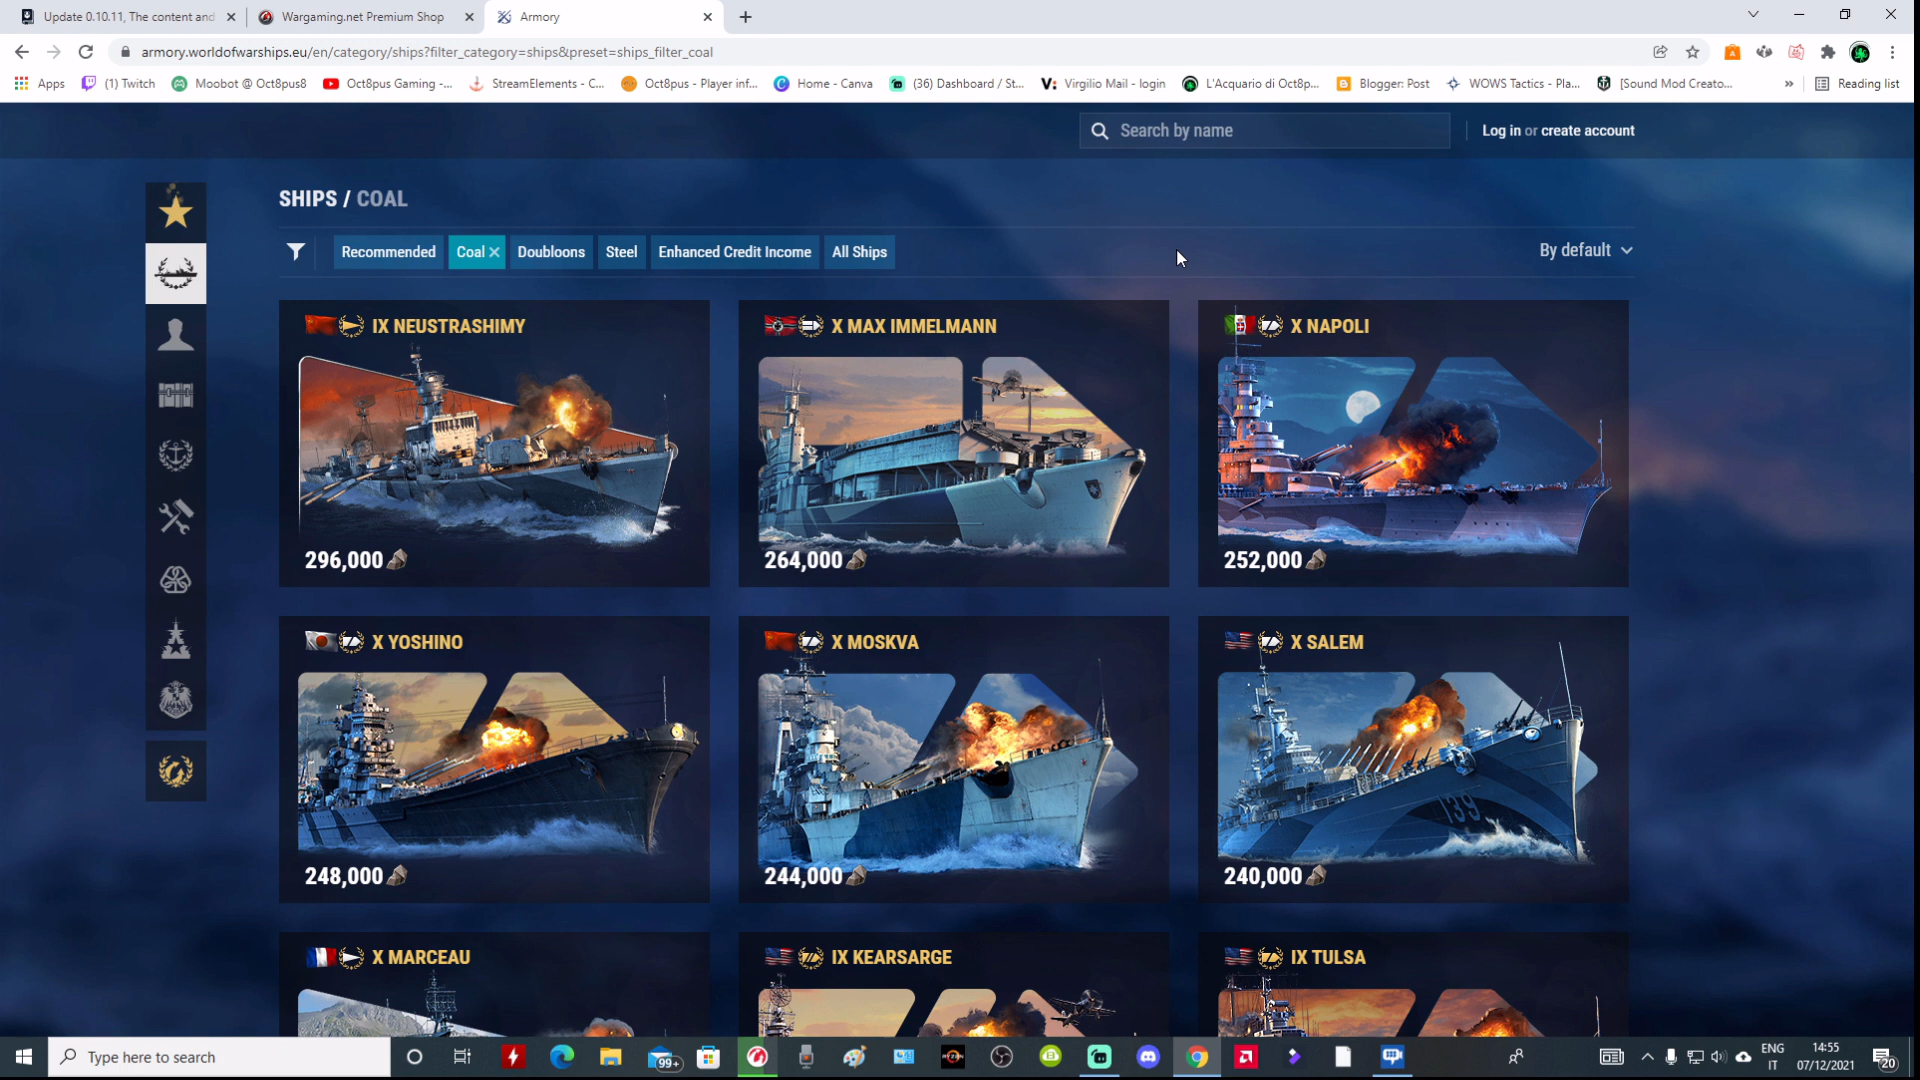 Update 0.10.11, The content and
Wargaming.net Premium Shop
Armory
armory.worldofwarships.eu/en/category/ships?filter_category=ships&preset=ships_filter_coal
Apps
(1) Twitch
Moobot @ Oct8pus8
Oct8pus Gaming -...
StreamElements - C...
Oct8pus - Player inf...
Home - Canva
(36) Dashboard / St...
Virgilio Mail - login
L'Acquario di Oct8p...
Blogger: Post
WOWS Tactics - Pla...
[Sound Mod Creato...
»
Reading list
Search by name
Log in or create account
SHIPS / COAL
Recommended
Coal
Doubloons
Steel
Enhanced Credit Income
All Ships
By default
IX NEUSTRASHIMY
296,000
X MAX IMMELMANN
264,000
X NAPOLI
252,000
X YOSHINO
248,000
X MOSKVA
244,000
X SALEM
139
240,000
X MARCEAU
IX KEARSARGE
IX TULSA
Type here to search
99+
RYZEN
ENG
IT
14:55
07/12/2021
20